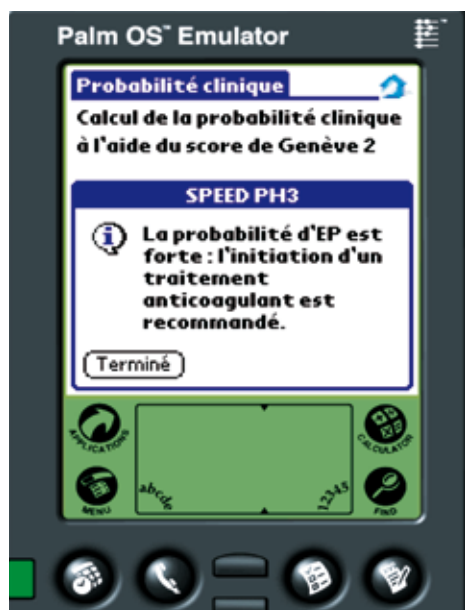 Palm OS™ Emulator
Probabilité clinique
Calcul de la probabilité clinique
à l'aide du score de Genève 2
SPEED PH3
La probabilité d'EP est
forte : l'initiation d'un
traitement
anticoagulant est
recommandé.
Terminé
APPLICATIONS
CALCULATOR
abcde
12345
MENU
FIND